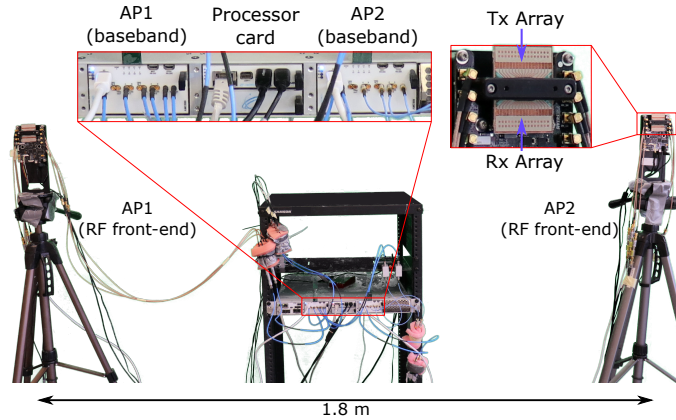 AP1
(baseband)
Processor
card
AP2
(baseband)
Tx Array
Rx Array
AP1
(RF front-end)
AP2
(RF front-end)
1.8 m